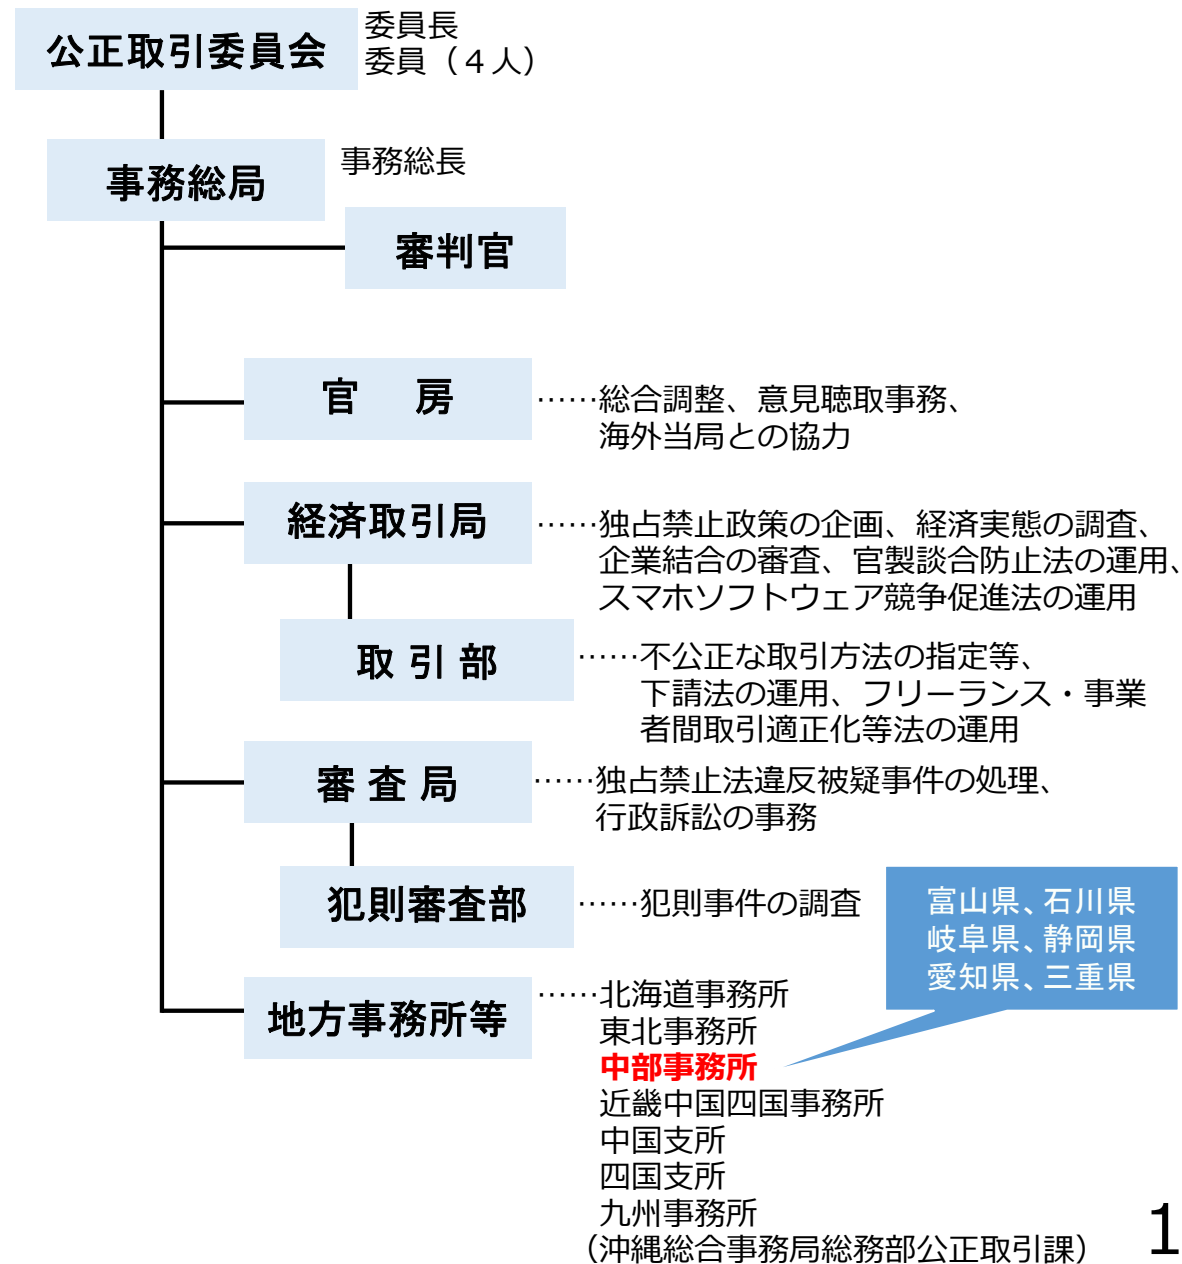 公正取引委員会
委員長
委員（４人）
事務総局
事務総長
審判官
官　房
……総合調整、意見聴取事務、
海外当局との協力
経済取引局
……独占禁止政策の企画、経済実態の調査、
企業結合の審査、官製談合防止法の運用、
スマホソフトウェア競争促進法の運用
取 引 部
……不公正な取引方法の指定等、
下請法の運用、フリーランス・事業
者間取引適正化等法の運用
審 査 局
……独占禁止法違反被疑事件の処理、
行政訴訟の事務
犯則審査部
……犯則事件の調査
富山県、石川県
岐阜県、静岡県
愛知県、三重県
地方事務所等
……北海道事務所
東北事務所
中部事務所
近畿中国四国事務所
中国支所
四国支所
九州事務所
（沖縄総合事務局総務部公正取引課）
1